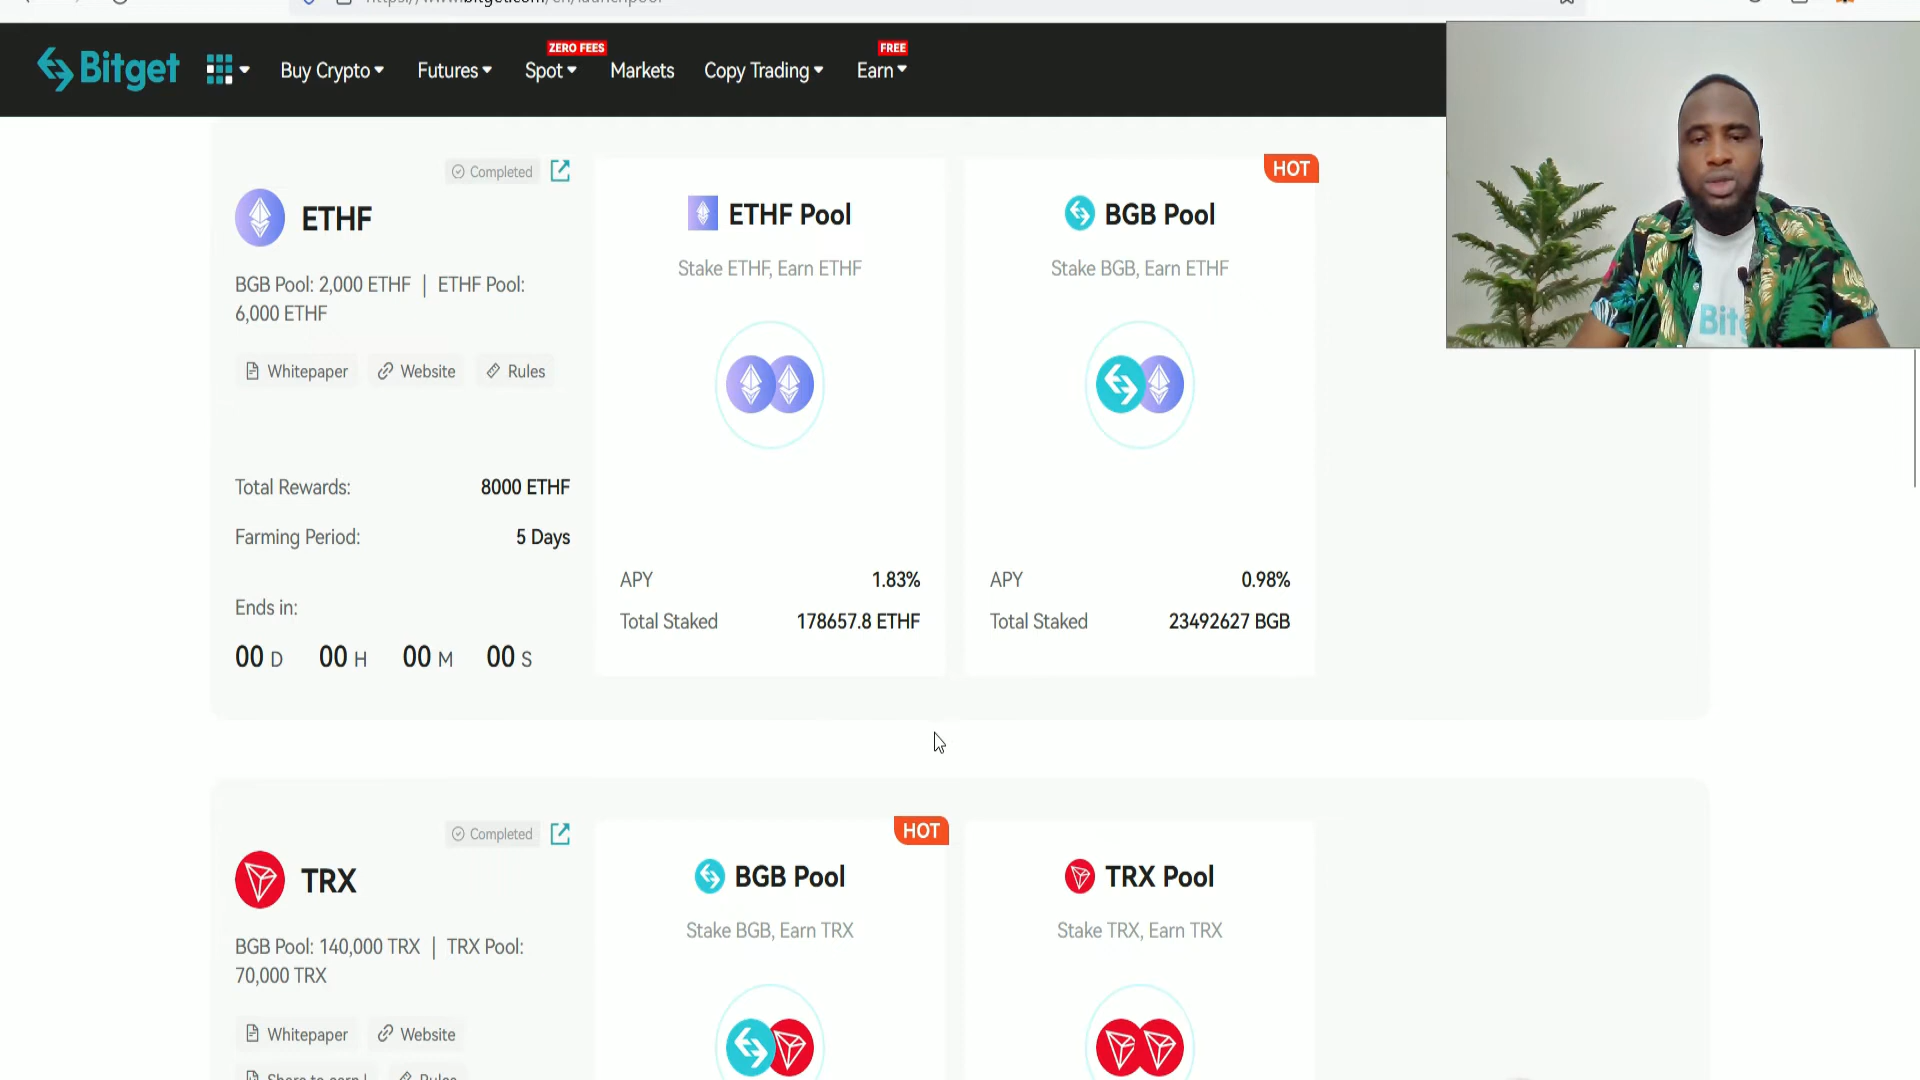 Bitget
Buy Crypto
Futures
ZERO FEES
Spot
Markets
Copy Trading
FREE
Earn
Completed
ETHF
BGB Pool: 2,000 ETHF | ETHF Pool:
6,000 ETHF
Whitepaper
Website
Rules
Total Rewards: 8000 ETHF
Farming Period: 5 Days
Ends in:
00 D 00 H 00 M 00 S
ETHF Pool
Stake ETHF, Earn ETHF
APY 1.83%
Total Staked 178657.8 ETHF
HOT
BGB Pool
Stake BGB, Earn ETHF
APY 0.98%
Total Staked 23492627 BGB
Completed
TRX
BGB Pool: 140,000 TRX | TRX Pool:
70,000 TRX
Whitepaper
Website
HOT
BGB Pool
Stake BGB, Earn TRX
TRX Pool
Stake TRX, Earn TRX